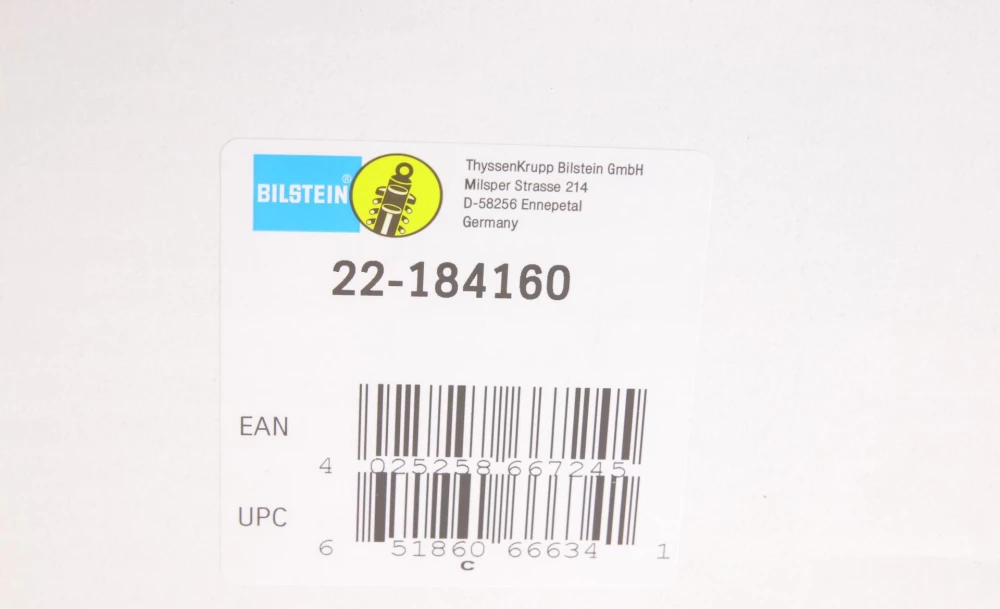 BILSTEIN®
ThyssenKrupp Bilstein GmbH
Milsper Strasse 214
D-58256 Ennepetal
Germany
22-184160
EAN
4 025258 667245
UPC
6 51860 66634 1
C